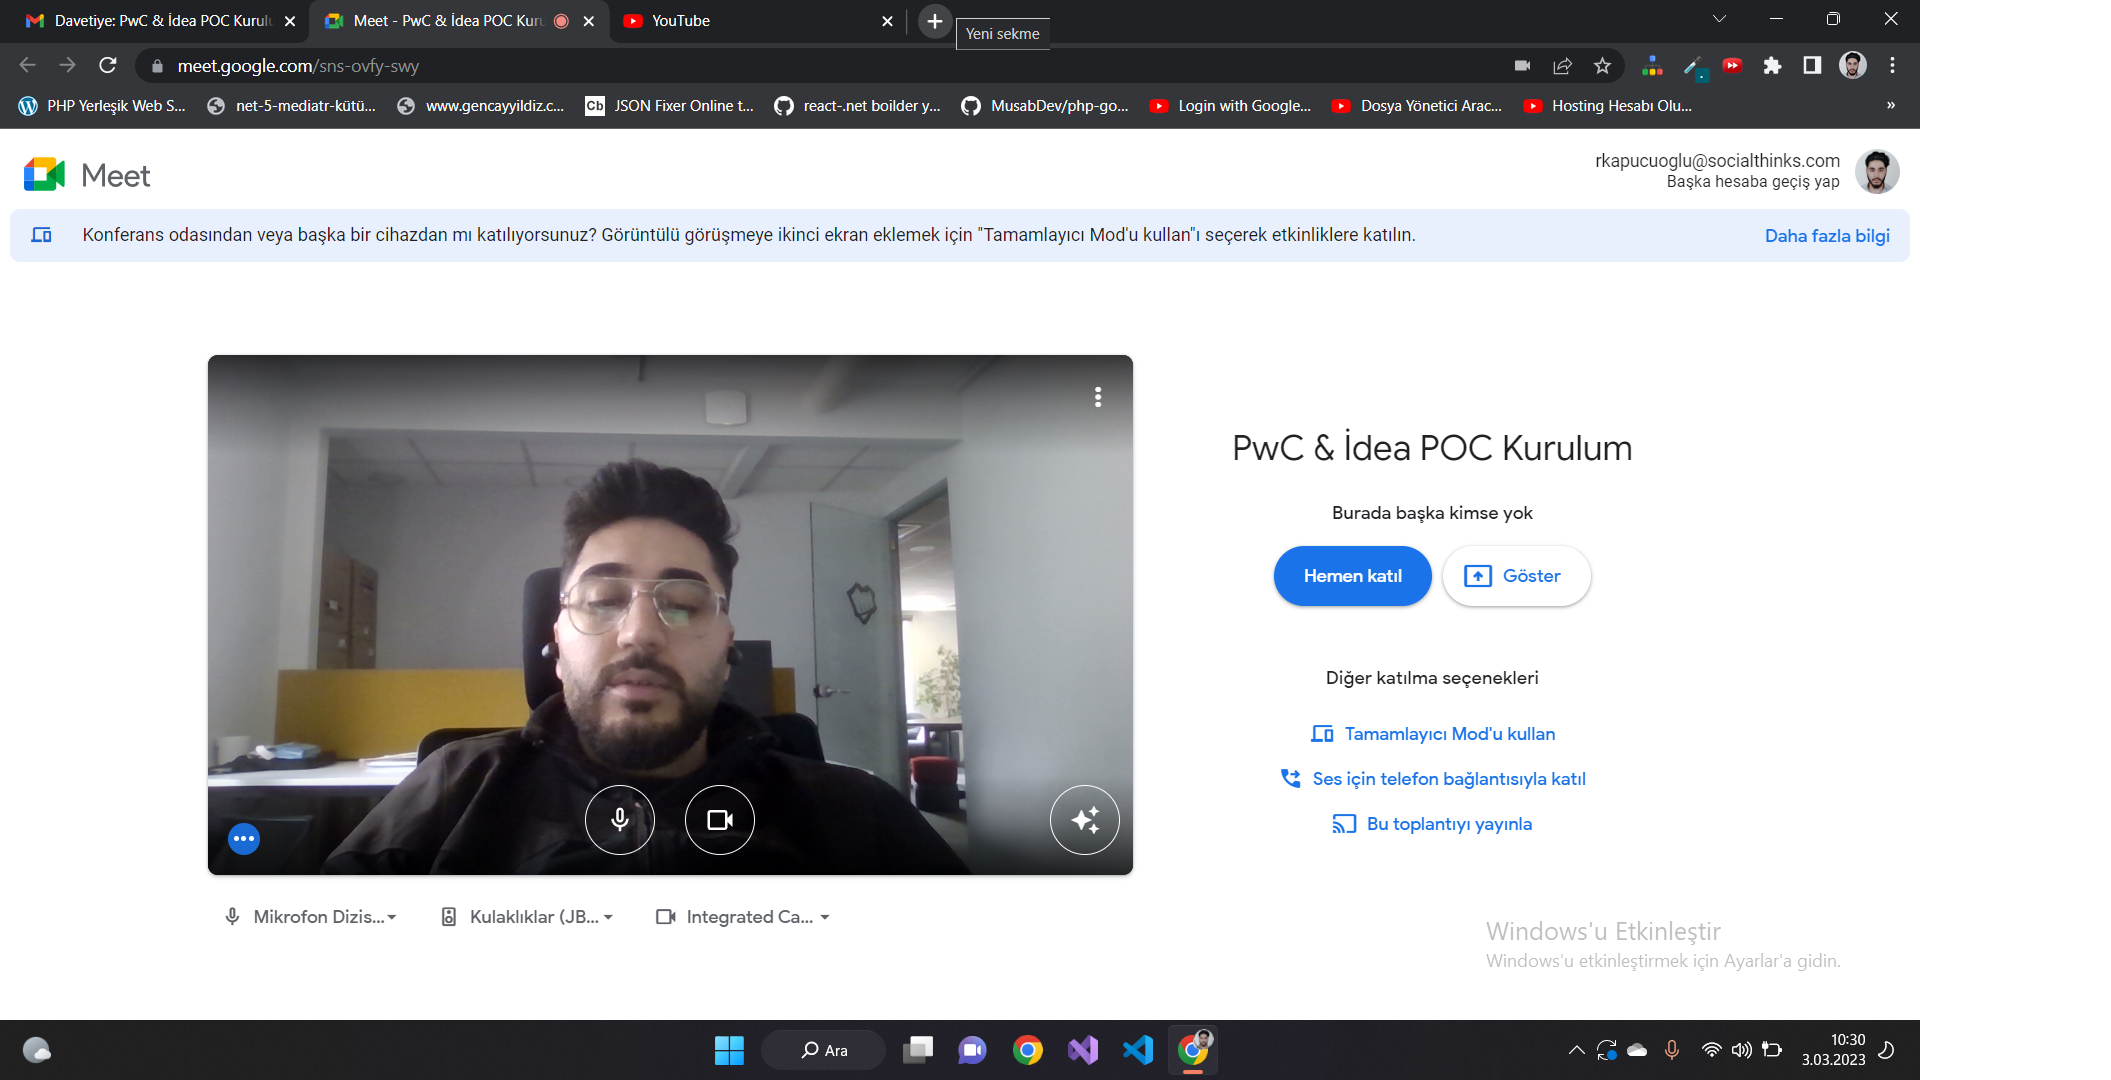 Davetiye: PwC & İdea POC Kurulu
Meet - PwC & İdea POC Kuru
YouTube
Yeni sekme
meet.google.com/sns-ovfy-swy
PHP Yerleşik Web S...
net-5-mediatr-kütü...
www.gencayyildiz.c...
Cb
JSON Fixer Online t...
react-.net boilder y...
MusabDev/php-go...
Login with Google...
Dosya Yönetici Arac...
Hosting Hesabı Olu...
»
Meet
rkapucuoglu@socialthinks.com
Başka hesaba geçiş yap
Konferans odasından veya başka bir cihazdan mı katılıyorsunuz? Görüntülü görüşmeye ikinci ekran eklemek için "Tamamlayıcı Mod'u kullan"ı seçerek etkinliklere katılın.
Daha fazla bilgi
PwC & İdea POC Kurulum
Burada başka kimse yok
Hemen katıl
Göster
Diğer katılma seçenekleri
Tamamlayıcı Mod'u kullan
Ses için telefon bağlantısıyla katıl
Bu toplantıyı yayınla
Mikrofon Dizis...
Kulaklıklar (JB...
Integrated Ca...
Windows'u Etkinleştir
Windows'u etkinleştirmek için Ayarlar'a gidin.
Ara
10:30
3.03.2023